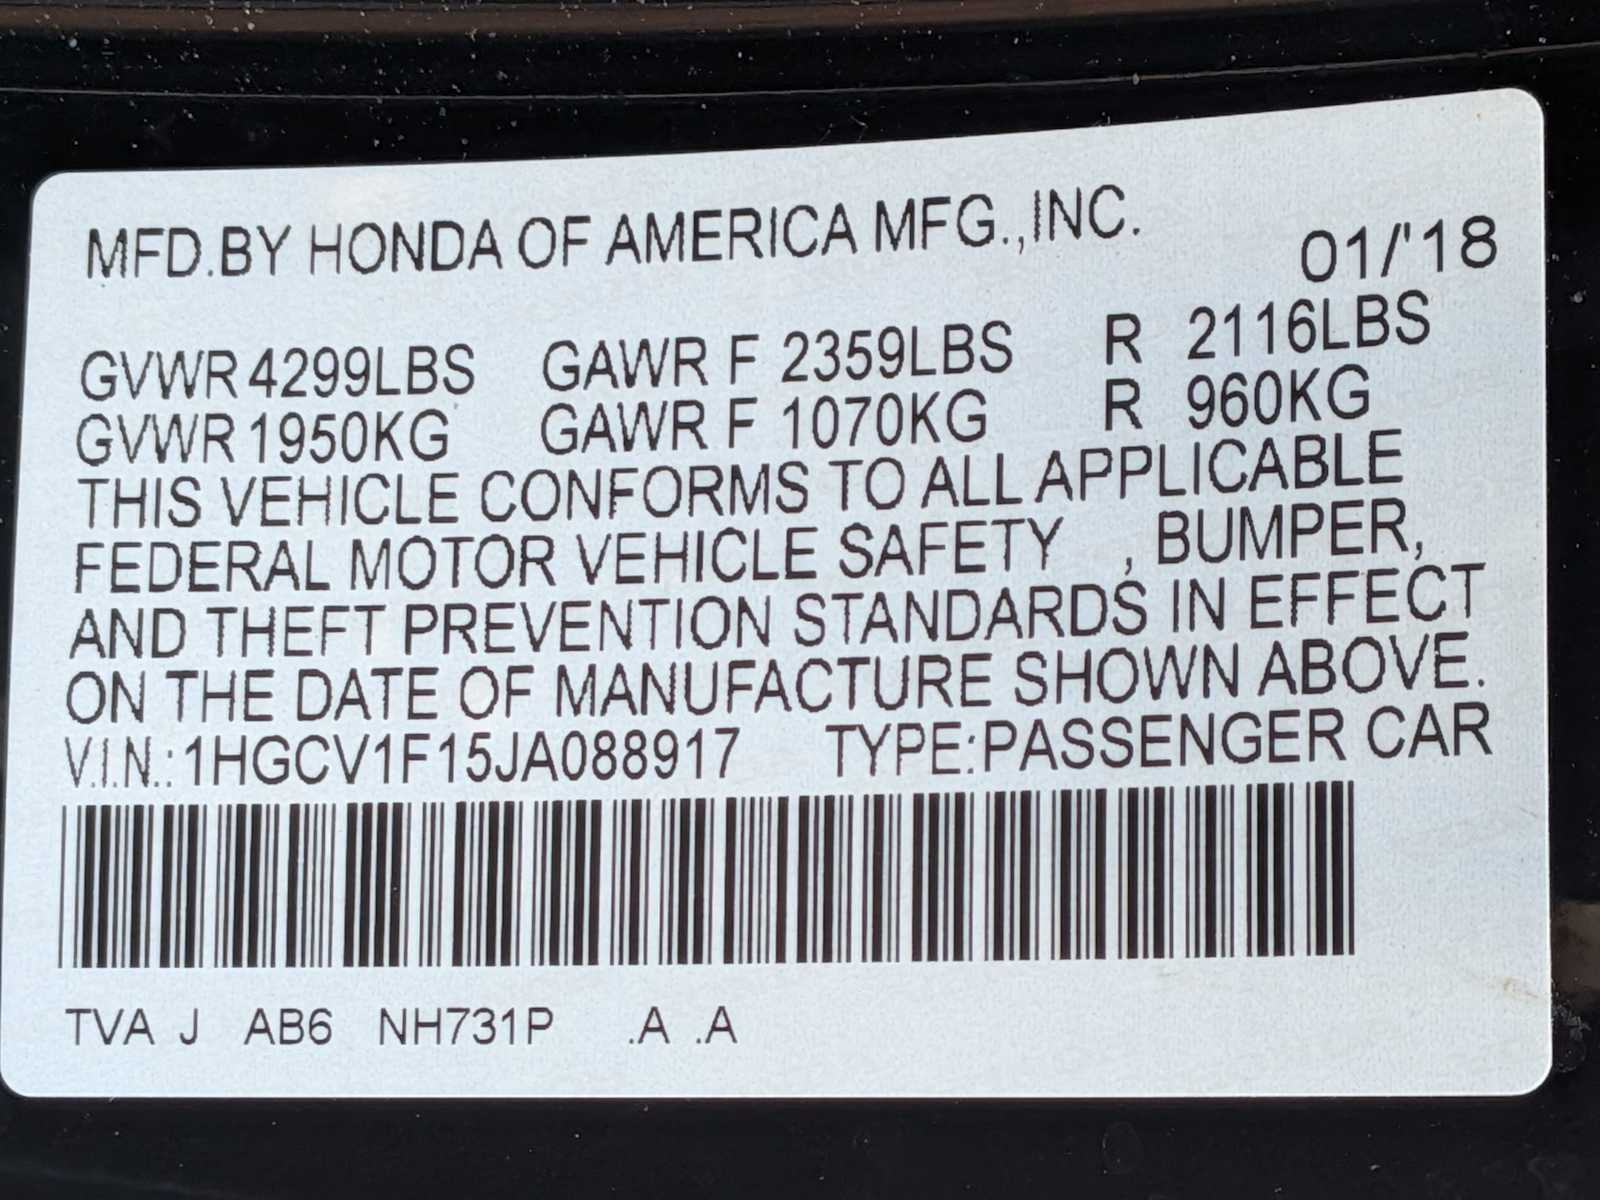 MFD.BY HONDA OF AMERICA MFG.,INC. 01/'18
GVWR 4299LBS GAWR F 2359LBS R 2116LBS
GVWR 1950KG GAWR F 1070KG R 960KG
THIS VEHICLE CONFORMS TO ALL APPLICABLE
FEDERAL MOTOR VEHICLE SAFETY , BUMPER,
AND THEFT PREVENTION STANDARDS IN EFFECT
ON THE DATE OF MANUFACTURE SHOWN ABOVE.
V.I.N.:1HGCV1F15JA088917 TYPE:PASSENGER CAR
TVA J AB6 NH731P .A .A